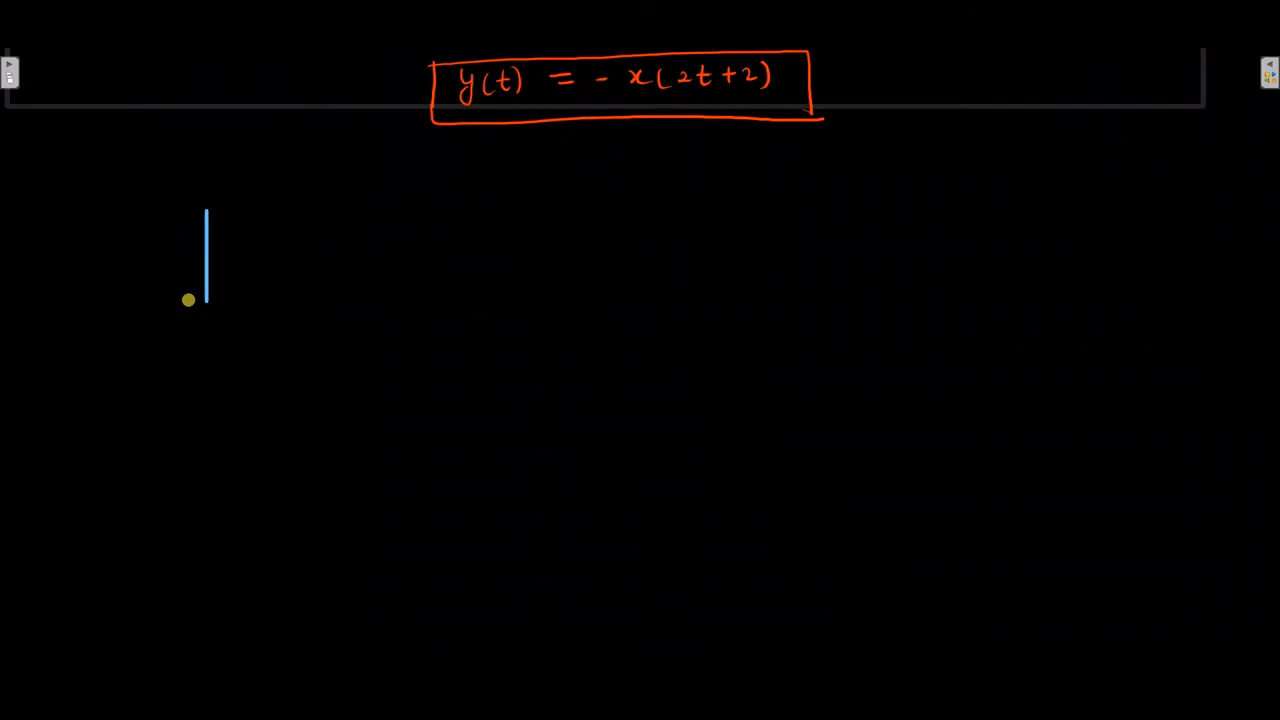 y(t) = - x(2t+2)